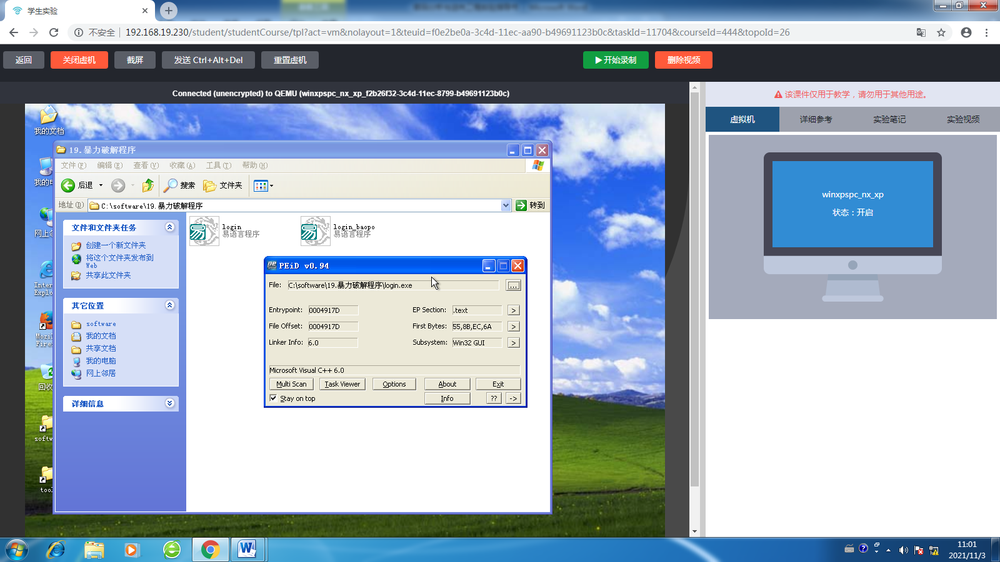 学生实验
不安全 192.168.19.230/student/studentCourse/tpl?act=vm&nolayout=1&teuid=f0e2be0a-3c4d-11ec-aa90-b49691123b0c&taskId=11704&courseId=444&topoId=26
返回 关闭虚机 截屏 发送 Ctrl+Alt+Del 重置虚机 开始录制 删除视频
Connected (unencrypted) to QEMU (winxpspc_nx_xp_f2b26f32-3c4d-11ec-8799-b49691123b0c)
该课件仅用于教学，请勿用于其他用途。
虚拟机 详细参考 实验笔记 实验视频
winxpspc_nx_xp
状态：开启
我的文档
我的电
网上邻
Inter
Explo
Mozi
Fire
回收
softw
tool
19.暴力破解程序
文件(F) 编辑(E) 查看(V) 收藏(A) 工具(T) 帮助(H)
后退 搜索 文件夹
地址(D) C:\software\19.暴力破解程序 转到
文件和文件夹任务
创建一个新文件夹
将这个文件夹发布到
Web
共享此文件夹
其它位置
software
我的文档
共享文档
我的电脑
网上邻居
详细信息
login
易语言程序
login_baopo
易语言程序
PEiD v0.94
File: C:\software\19.暴力破解程序\login.exe ...
Entrypoint: 0004917D EP Section: .text >
File Offset: 0004917D First Bytes: 55,8B,EC,6A >
Linker Info: 6.0 Subsystem: Win32 GUI >
Microsoft Visual C++ 6.0
Multi Scan Task Viewer Options About Exit
Stay on top Info ?? ->
11:01
2021/11/3